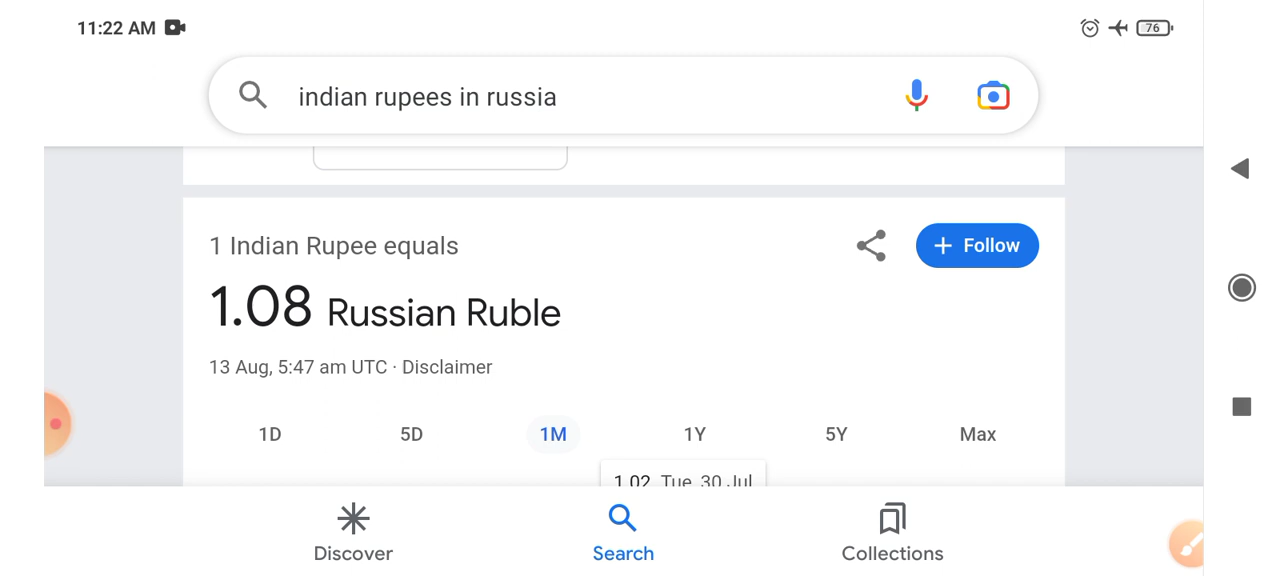 11:22 AM
76
indian rupees in russia
1 Indian Rupee equals
+ Follow
1.08 Russian Ruble
13 Aug, 5:47 am UTC · Disclaimer
1D 5D 1M 1Y 5Y Max
1.02 Tue, 30 Jul
Discover Search Collections